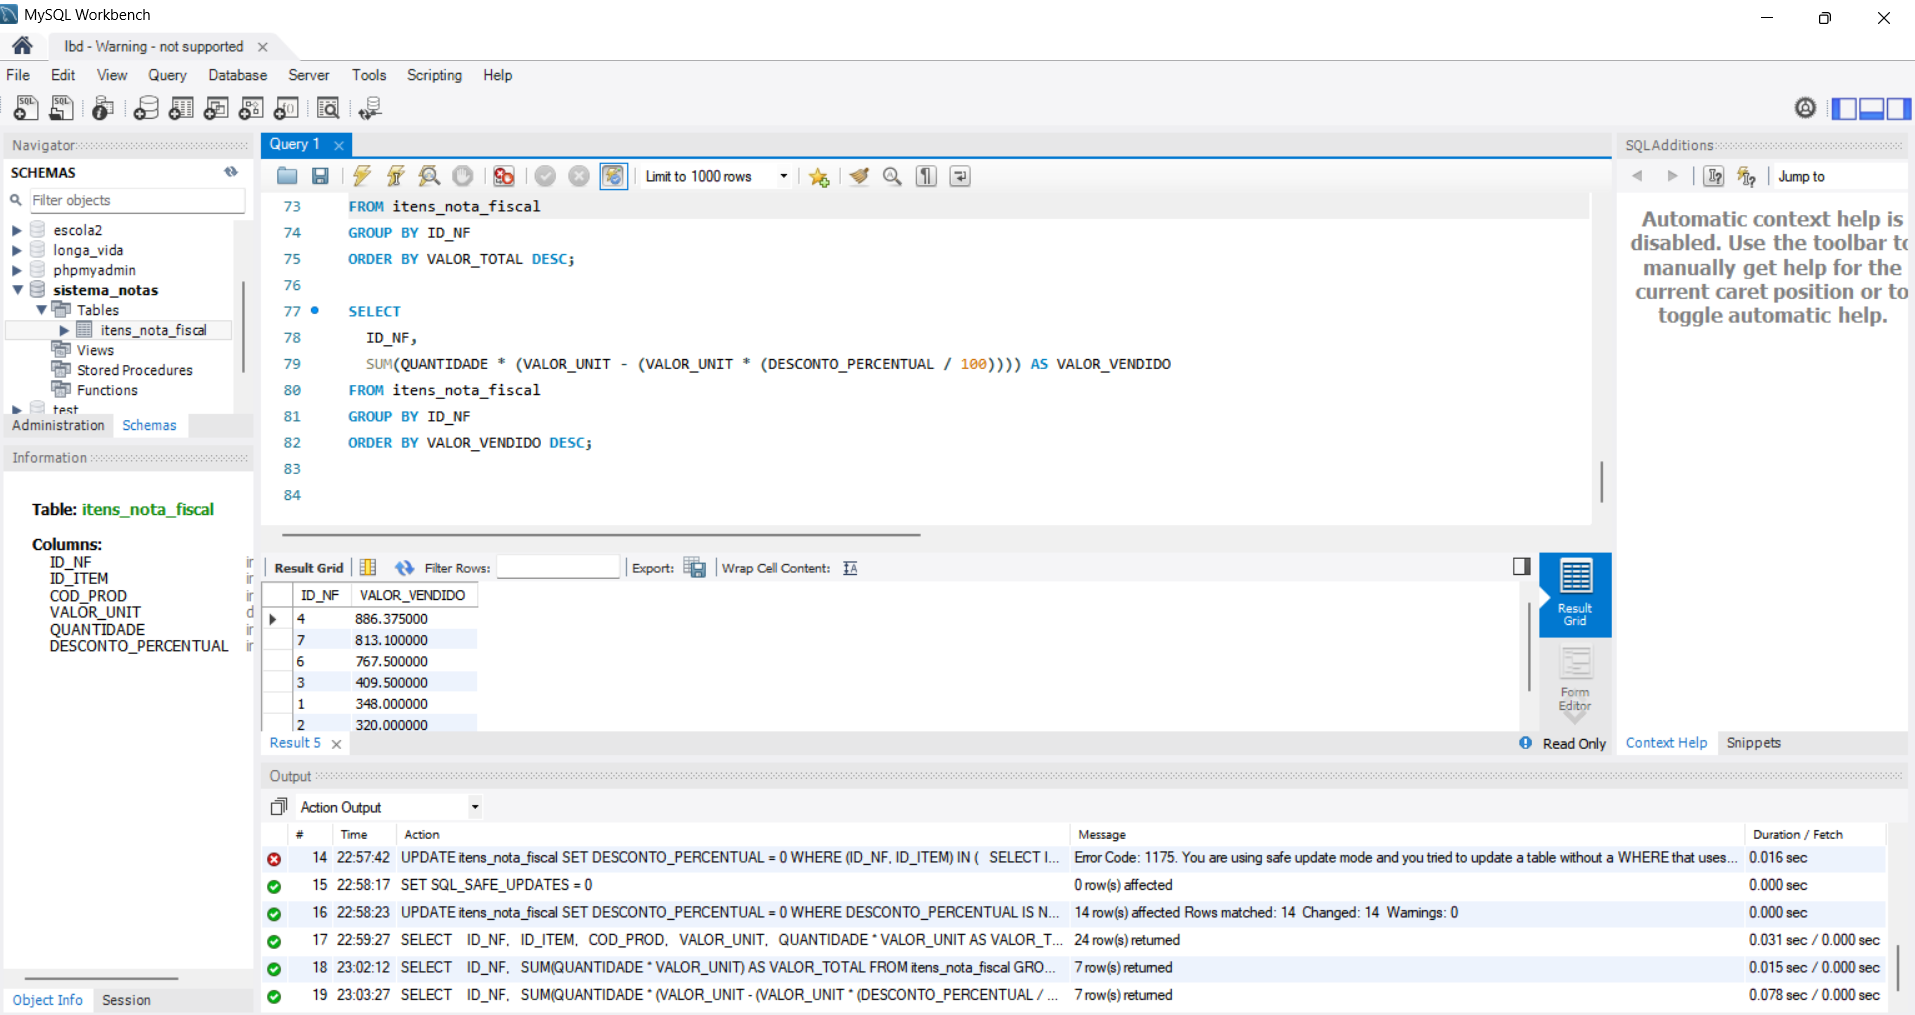 MySQL Workbench
lbd - Warning - not supported
File Edit View Query Database Server Tools Scripting Help
Navigator
SCHEMAS
Filter objects
escola2
longa_vida
phpmyadmin
sistema_notas
Tables
itens_nota_fiscal
Views
Stored Procedures
Functions
test
Administration Schemas
Information
Table: itens_nota_fiscal
Columns:
ID_NF
ID_ITEM
COD_PROD
VALOR_UNIT
QUANTIDADE
DESCONTO_PERCENTUAL
Object Info Session
Query 1
Limit to 1000 rows
73 FROM itens_nota_fiscal
74 GROUP BY ID_NF
75 ORDER BY VALOR_TOTAL DESC;
76
77 SELECT
78 ID_NF,
79 SUM(QUANTIDADE * (VALOR_UNIT - (VALOR_UNIT * (DESCONTO_PERCENTUAL / 100)))) AS VALOR_VENDIDO
80 FROM itens_nota_fiscal
81 GROUP BY ID_NF
82 ORDER BY VALOR_VENDIDO DESC;
83
84
Result Grid Filter Rows: Export: Wrap Cell Content:
ID_NF VALOR_VENDIDO
4 886.375000
7 813.100000
6 767.500000
3 409.500000
1 348.000000
2 320.000000
Result Grid
Form Editor
Result 5
Read Only
SQLAdditions
Jump to
Automatic context help is
disabled. Use the toolbar to
manually get help for the
current caret position or to
toggle automatic help.
Context Help Snippets
Output
Action Output
# Time Action Message Duration / Fetch
14 22:57:42 UPDATE itens_nota_fiscal SET DESCONTO_PERCENTUAL = 0 WHERE (ID_NF, ID_ITEM) IN ( SELECT I... Error Code: 1175. You are using safe update mode and you tried to update a table without a WHERE that uses... 0.016 sec
15 22:58:17 SET SQL_SAFE_UPDATES = 0 0 row(s) affected 0.000 sec
16 22:58:23 UPDATE itens_nota_fiscal SET DESCONTO_PERCENTUAL = 0 WHERE DESCONTO_PERCENTUAL IS N... 14 row(s) affected Rows matched: 14 Changed: 14 Warnings: 0 0.000 sec
17 22:59:27 SELECT ID_NF, ID_ITEM, COD_PROD, VALOR_UNIT, QUANTIDADE * VALOR_UNIT AS VALOR_T... 24 row(s) returned 0.031 sec / 0.000 sec
18 23:02:12 SELECT ID_NF, SUM(QUANTIDADE * VALOR_UNIT) AS VALOR_TOTAL FROM itens_nota_fiscal GRO... 7 row(s) returned 0.015 sec / 0.000 sec
19 23:03:27 SELECT ID_NF, SUM(QUANTIDADE * (VALOR_UNIT - (VALOR_UNIT * (DESCONTO_PERCENTUAL / ... 7 row(s) returned 0.078 sec / 0.000 sec